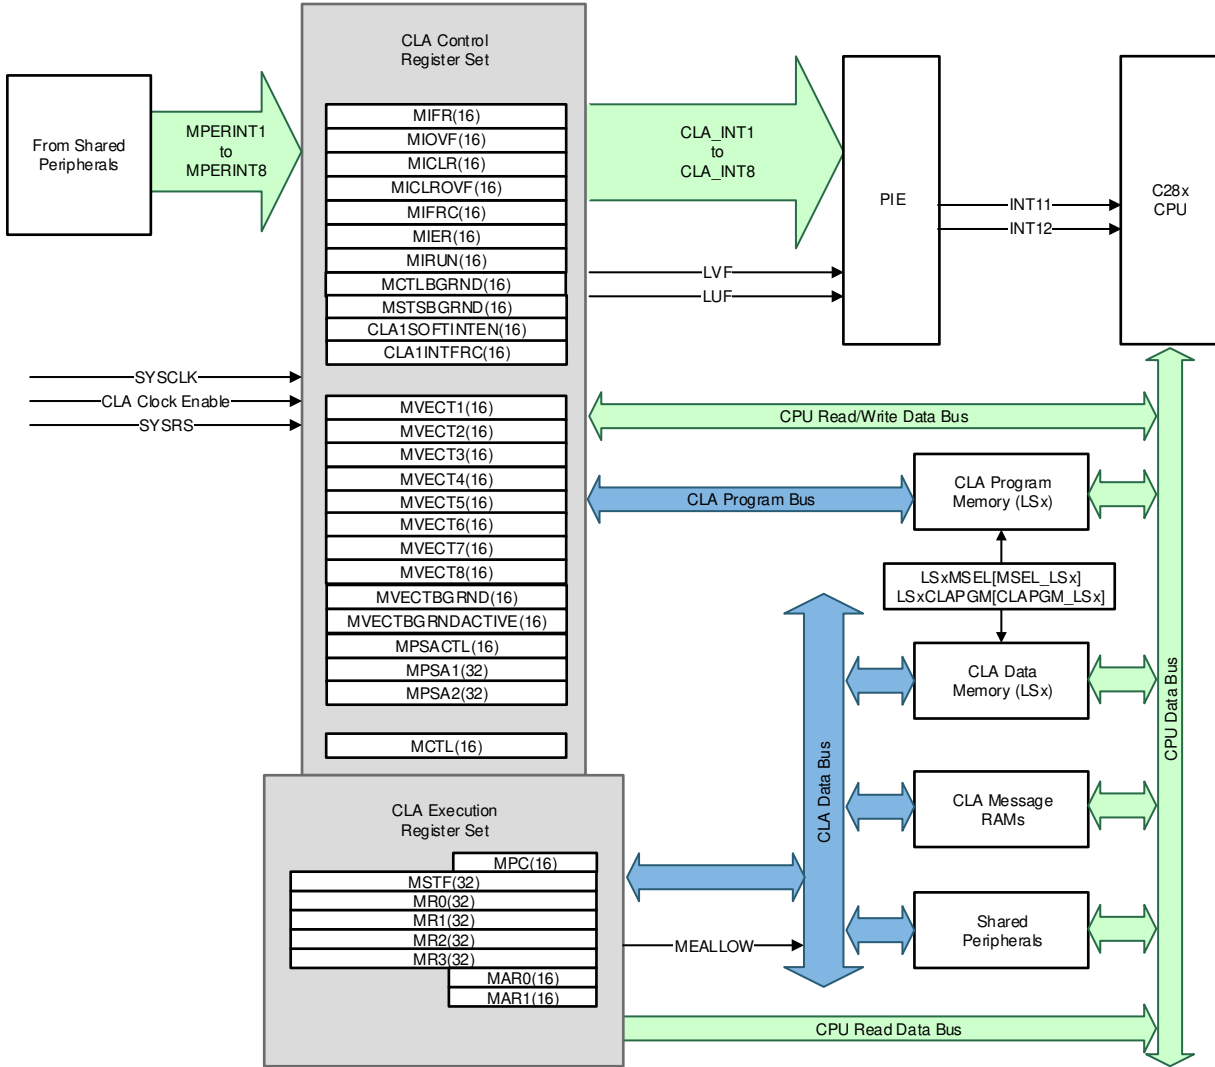 CLA Control
Register Set
From Shared
Peripherals
MPERINT1
to
MPERINT8
MIFR(16)
MIOVF(16)
MICLR(16)
MICLROVF(16)
MIFRC(16)
MIER(16)
MIRUN(16)
MCTLBGRND(16)
MSTSBGRND(16)
CLA1SOFTINTEN(16)
CLA1INTFRC(16)
CLA_INT1
to
CLA_INT8
LVF
LUF
PIE
INT11
INT12
C28x
CPU
SYSCLK
CLA Clock Enable
SYSRS
MVECT1(16)
MVECT2(16)
MVECT3(16)
MVECT4(16)
MVECT5(16)
MVECT6(16)
MVECT7(16)
MVECT8(16)
MVECTBGRND(16)
MVECTBGRNDACTIVE(16)
MPSACTL(16)
MPSA1(32)
MPSA2(32)
MCTL(16)
CPU Read/Write Data Bus
CLA Program Bus
CLA Program
Memory (LSx)
LSxMSEL[MSEL_LSx]
LSxCLAPGM[CLAPGM_LSx]
CLA Data
Memory (LSx)
CLA Data Bus
CPU Data Bus
CLA Message
RAMs
Shared
Peripherals
CLA Execution
Register Set
MPC(16)
MSTF(32)
MR0(32)
MR1(32)
MR2(32)
MR3(32)
MAR0(16)
MAR1(16)
MEALLOW
CPU Read Data Bus